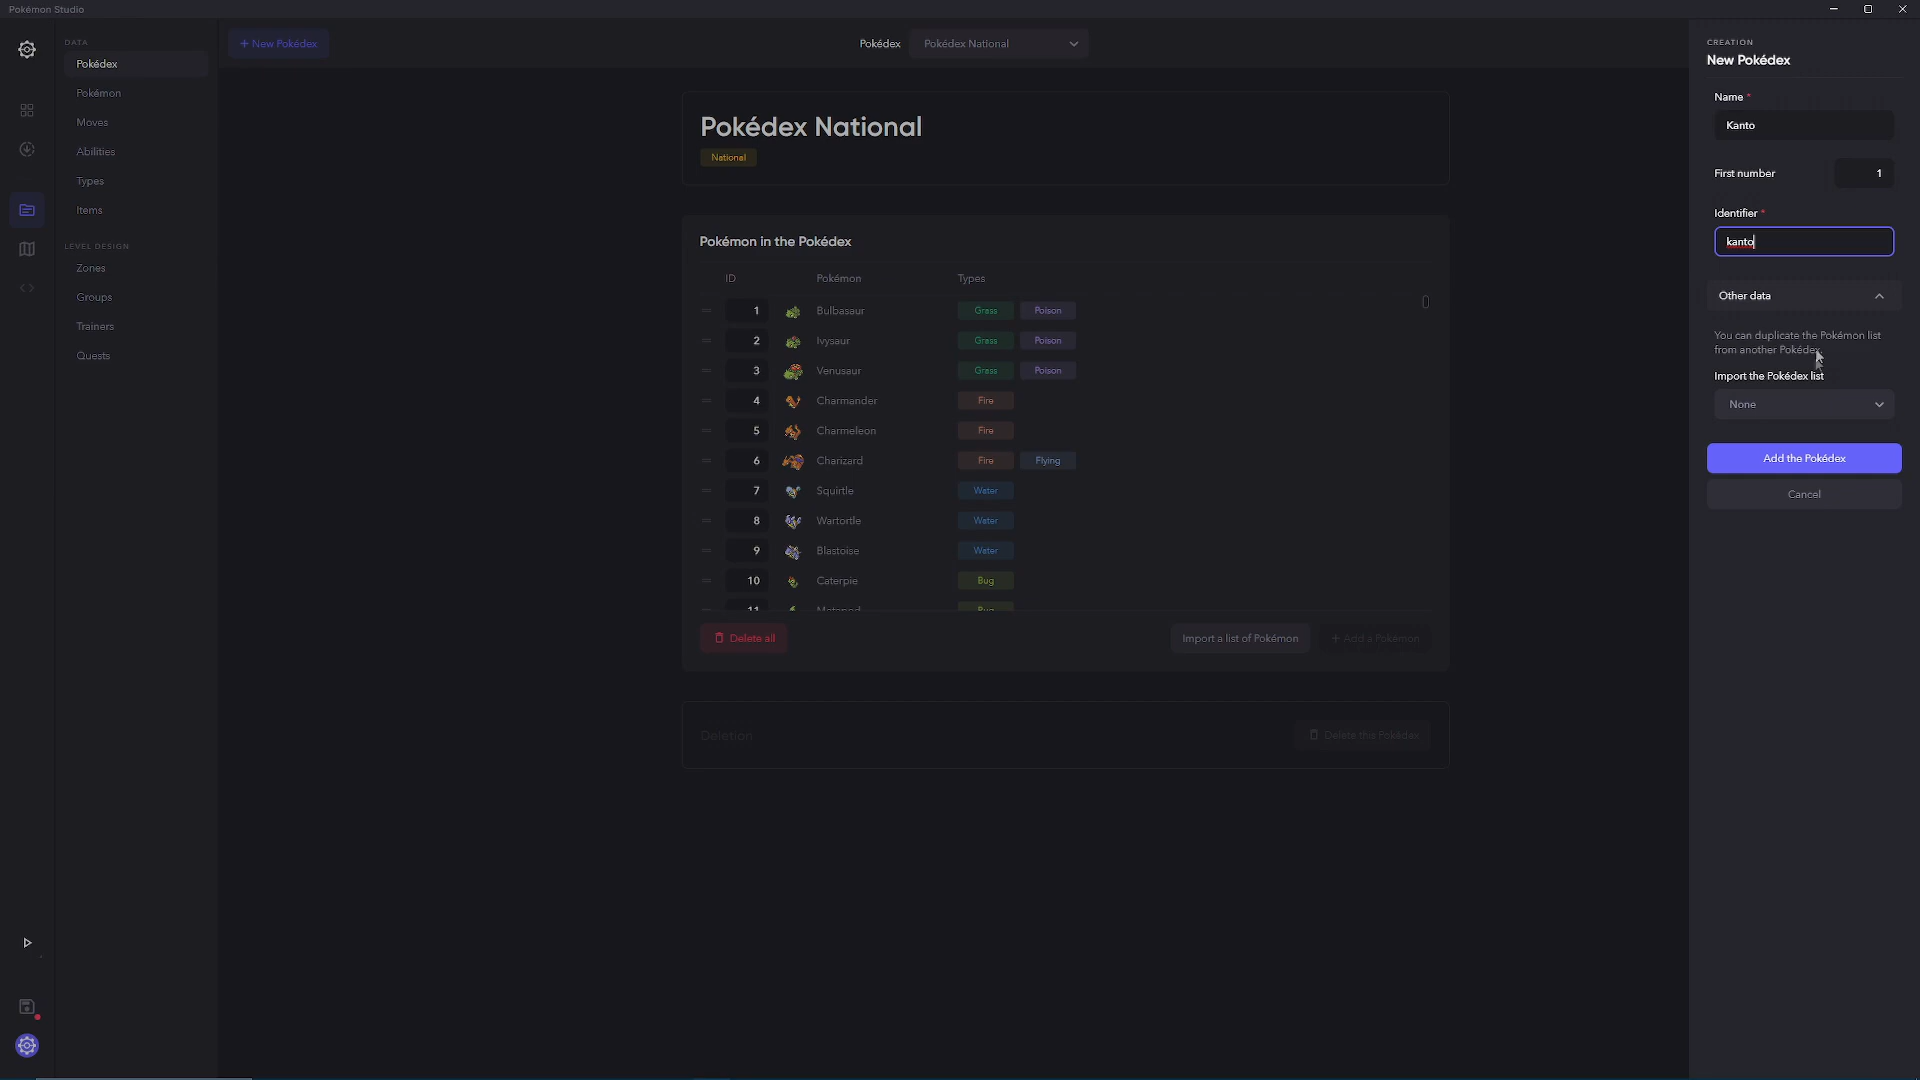 Pokémon Studio
DATA
Pokédex
Pokémon
Moves
Abilities
Types
Items
LEVEL DESIGN
Zones
Groups
Trainers
Quests
+ New Pokédex
Pokédex
Pokédex National
Pokédex National
National
Pokémon in the Pokédex
ID Pokémon Types
1 Bulbasaur Grass Poison
2 Ivysaur Grass Poison
3 Venusaur Grass Poison
4 Charmander Fire
5 Charmeleon Fire
6 Charizard Fire Flying
7 Squirtle Water
8 Wartortle Water
9 Blastoise Water
10 Caterpie Bug
11 Metapod Bug
Delete all
Import a list of Pokémon
+ Add a Pokémon
Deletion
Delete this Pokédex
CREATION
New Pokédex
Name *
Kanto
First number
1
Identifier *
kanto
Other data
You can duplicate the Pokémon list
from another Pokédex.
Import the Pokédex list
None
Add the Pokédex
Cancel